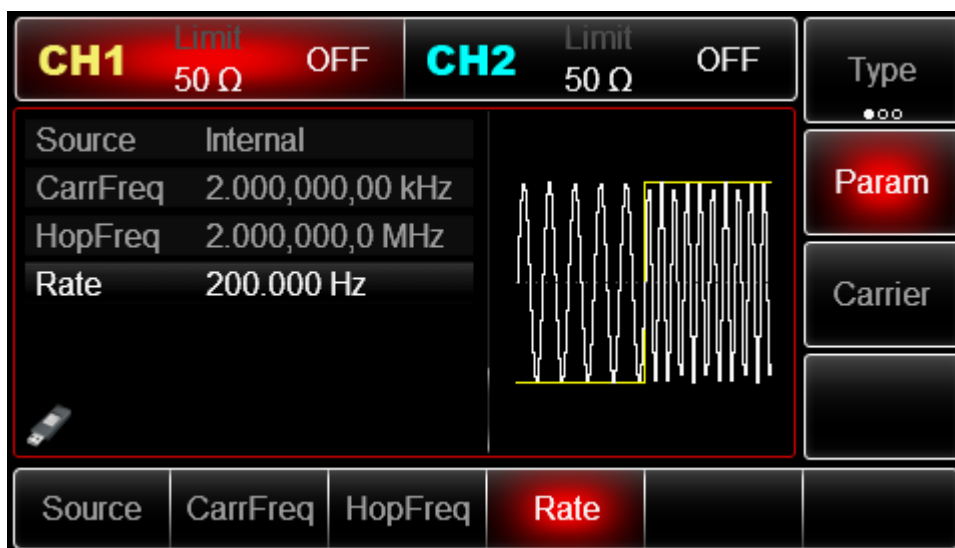 CH1 Limit 50 Ω OFF
CH2 Limit 50 Ω OFF
Type
Source Internal
CarrFreq 2.000,000,00 kHz
HopFreq 2.000,000,0 MHz
Rate 200.000 Hz
Param
Carrier
Source CarrFreq HopFreq Rate